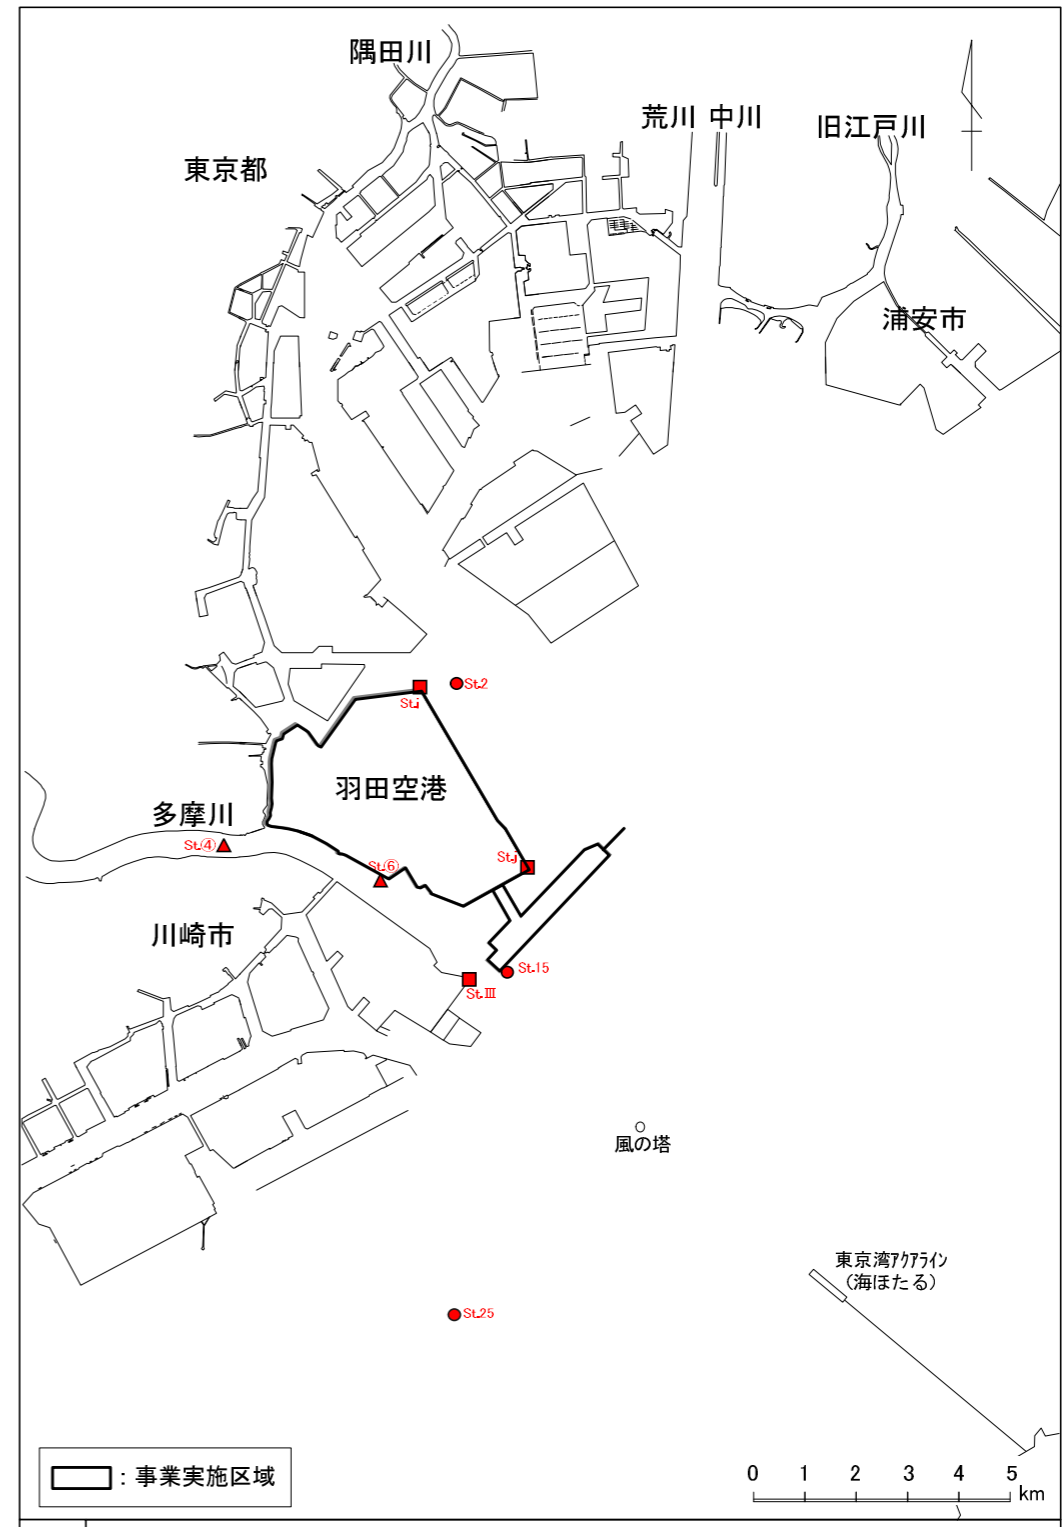 隅田川
荒川 中川
旧江戸川
東京都
浦安市
St.2
St.i
羽田空港
多摩川
St.④
St.j
St.⑥
川崎市
St.15
St.Ⅲ
風の塔
東京湾ｱｸｱﾗｲﾝ
（海ほたる）
St.25
：事業実施区域
0 1 2 3 4 5
km